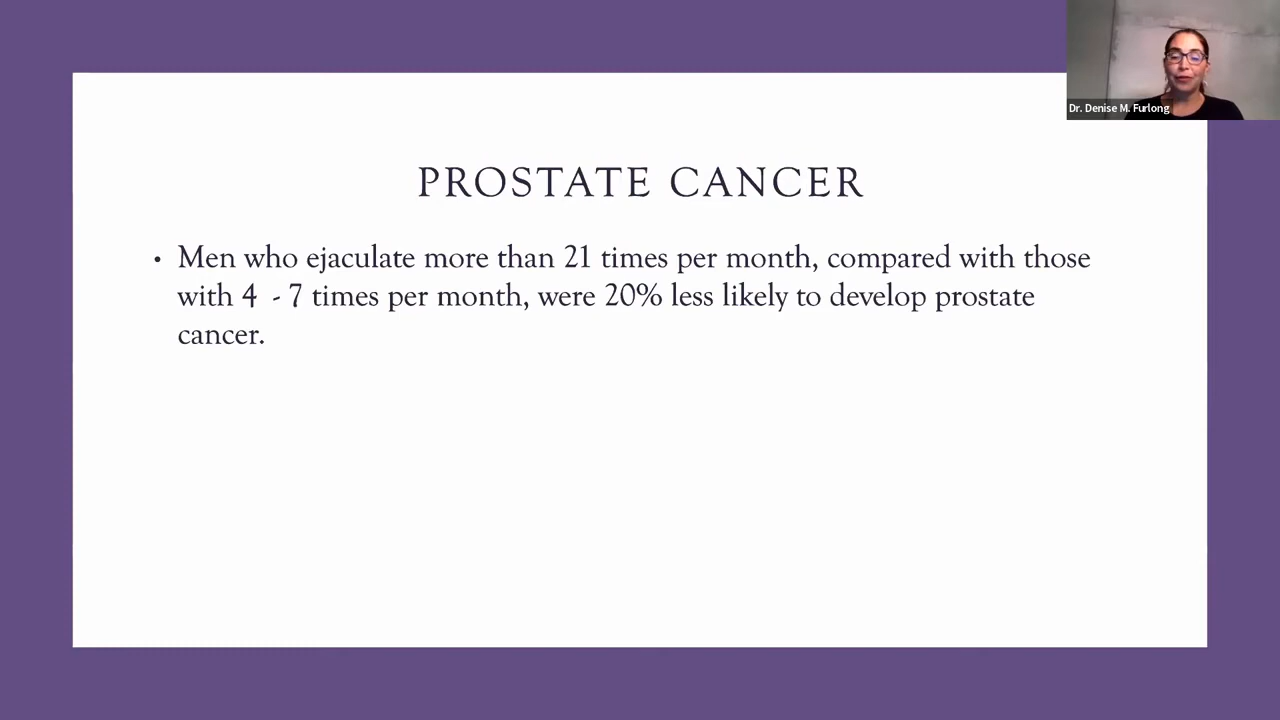 Dr. Denise M. Furlong
PROSTATE CANCER
• Men who ejaculate more than 21 times per month, compared with those
with 4 - 7 times per month, were 20% less likely to develop prostate
cancer.